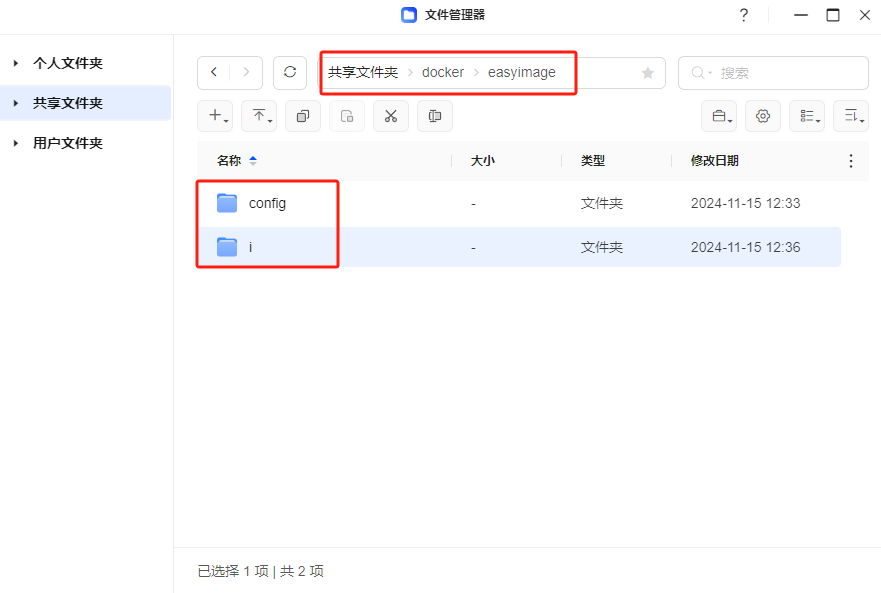 文件管理器
?
个人文件夹
共享文件夹
用户文件夹
共享文件夹 > docker > easyimage
搜索
名称 大小 类型 修改日期
config - 文件夹 2024-11-15 12:33
i - 文件夹 2024-11-15 12:36
已选择 1 项 | 共 2 项